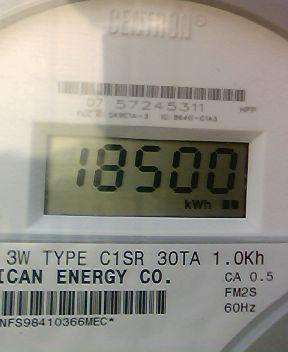 CENTRON®
07 57245311
18500
kWh
3W TYPE C1SR 30TA 1.0Kh
ICAN ENERGY CO.
CA 0.5
FM2S
60Hz
NFS98410366MEC*